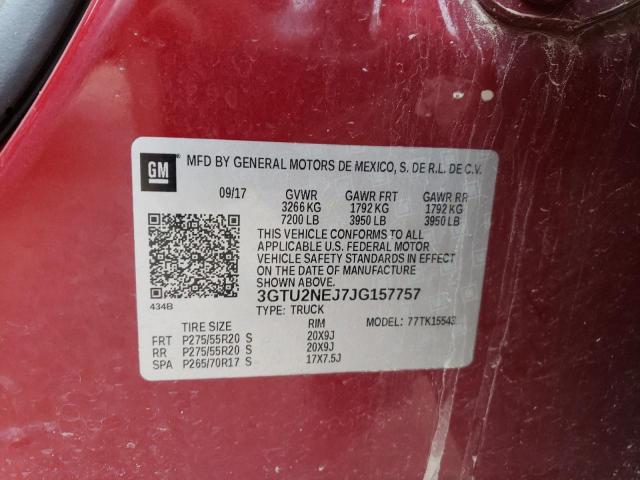 GM
MFD BY GENERAL MOTORS DE MEXICO, S. DE R.L. DE C.V.
09/17 GVWR GAWR FRT GAWR RR
3266 KG 1792 KG 1792 KG
7200 LB 3950 LB 3950 LB
THIS VEHICLE CONFORMS TO ALL
APPLICABLE U.S. FEDERAL MOTOR
VEHICLE SAFETY STANDARDS IN EFFECT
ON THE DATE OF MANUFACTURE
SHOWN ABOVE.
3GTU2NEJ7JG157757
434B
TYPE: TRUCK MODEL: 77TK15543
TIRE SIZE RIM
FRT P275/55R20 S 20X9J
RR P275/55R20 S 20X9J
SPA P265/70R17 S 17X7.5J